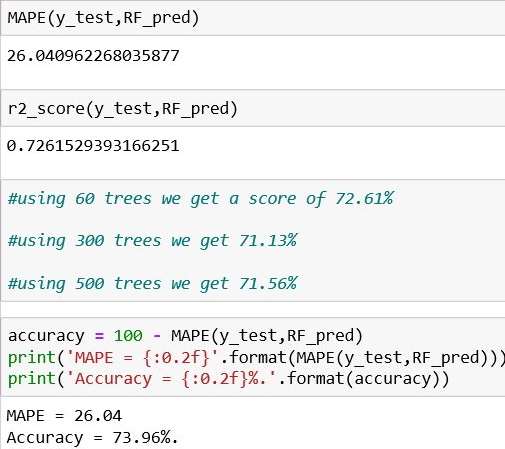 MAPE(y_test,RF_pred)
26.040962268035877
r2_score(y_test,RF_pred)
0.7261529393166251
#using 60 trees we get a score of 72.61%
#using 300 trees we get 71.13%
#using 500 trees we get 71.56%
accuracy = 100 - MAPE(y_test,RF_pred)
print('MAPE = {:0.2f}'.format(MAPE(y_test,RF_pred)))
print('Accuracy = {:0.2f}%.'.format(accuracy))
MAPE = 26.04
Accuracy = 73.96%.